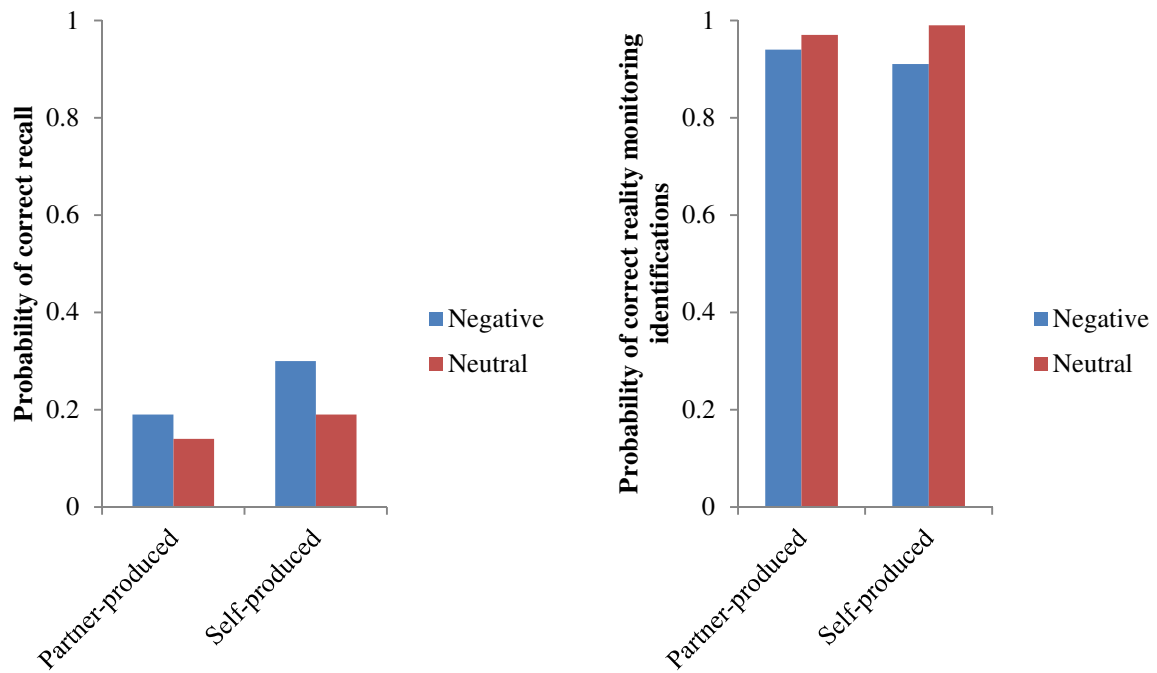 Probability of correct recall
1
0.8
0.6
0.4
0.2
0
Partner-produced
Self-produced
Negative
Neutral
Probability of correct reality monitoring
identifications
1
0.8
0.6
0.4
0.2
0
Partner-produced
Self-produced
Negative
Neutral